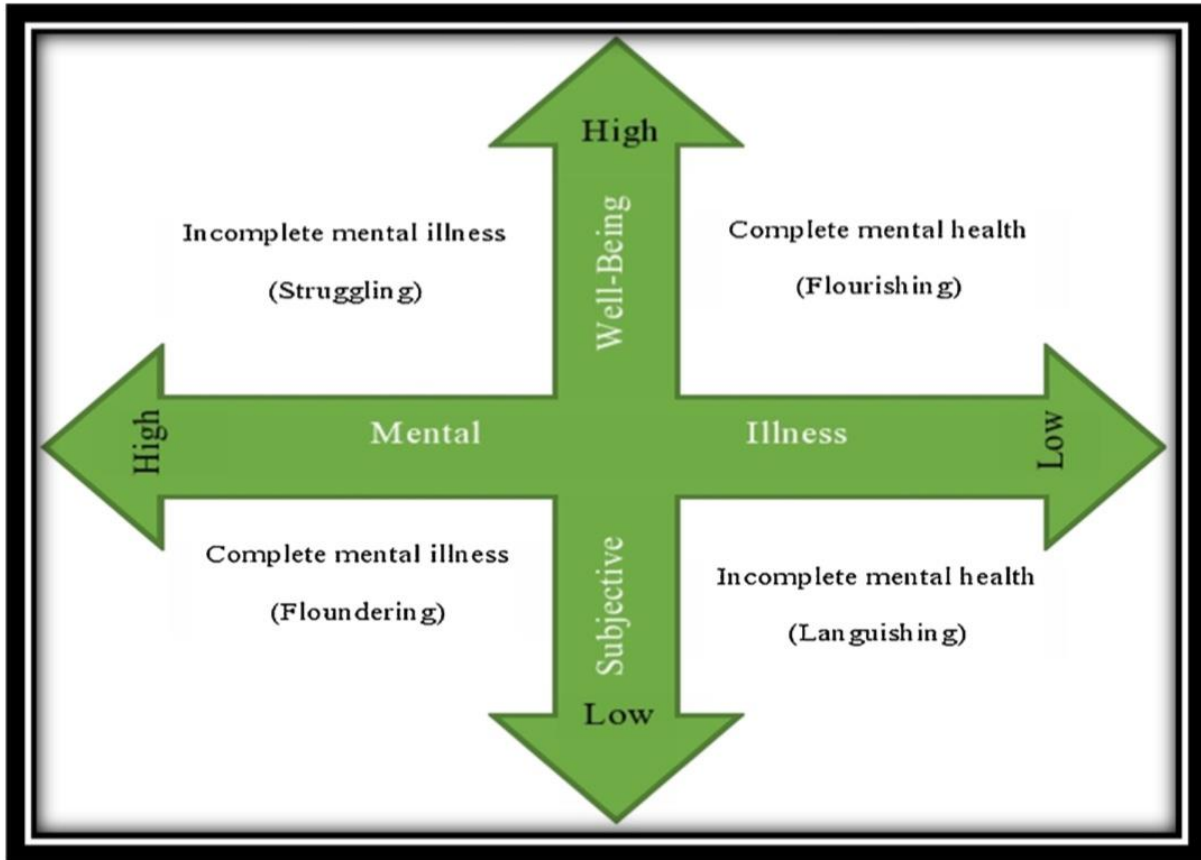 High
Well-Being
Incomplete mental illness
(Struggling)
Complete mental health
(Flourishing)
High
Mental Illness
Low
Complete mental illness
(Floundering)
Incomplete mental health
(Languishing)
Subjective
Low